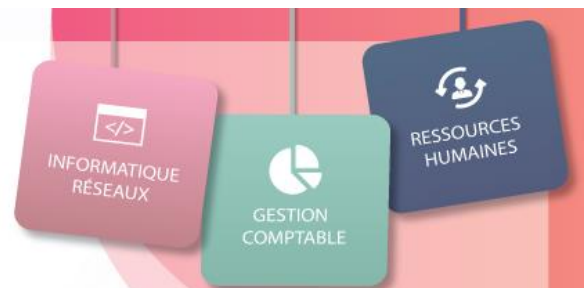 </>
INFORMATIQUE
RÉSEAUX
GESTION
COMPTABLE
RESSOURCES
HUMAINES